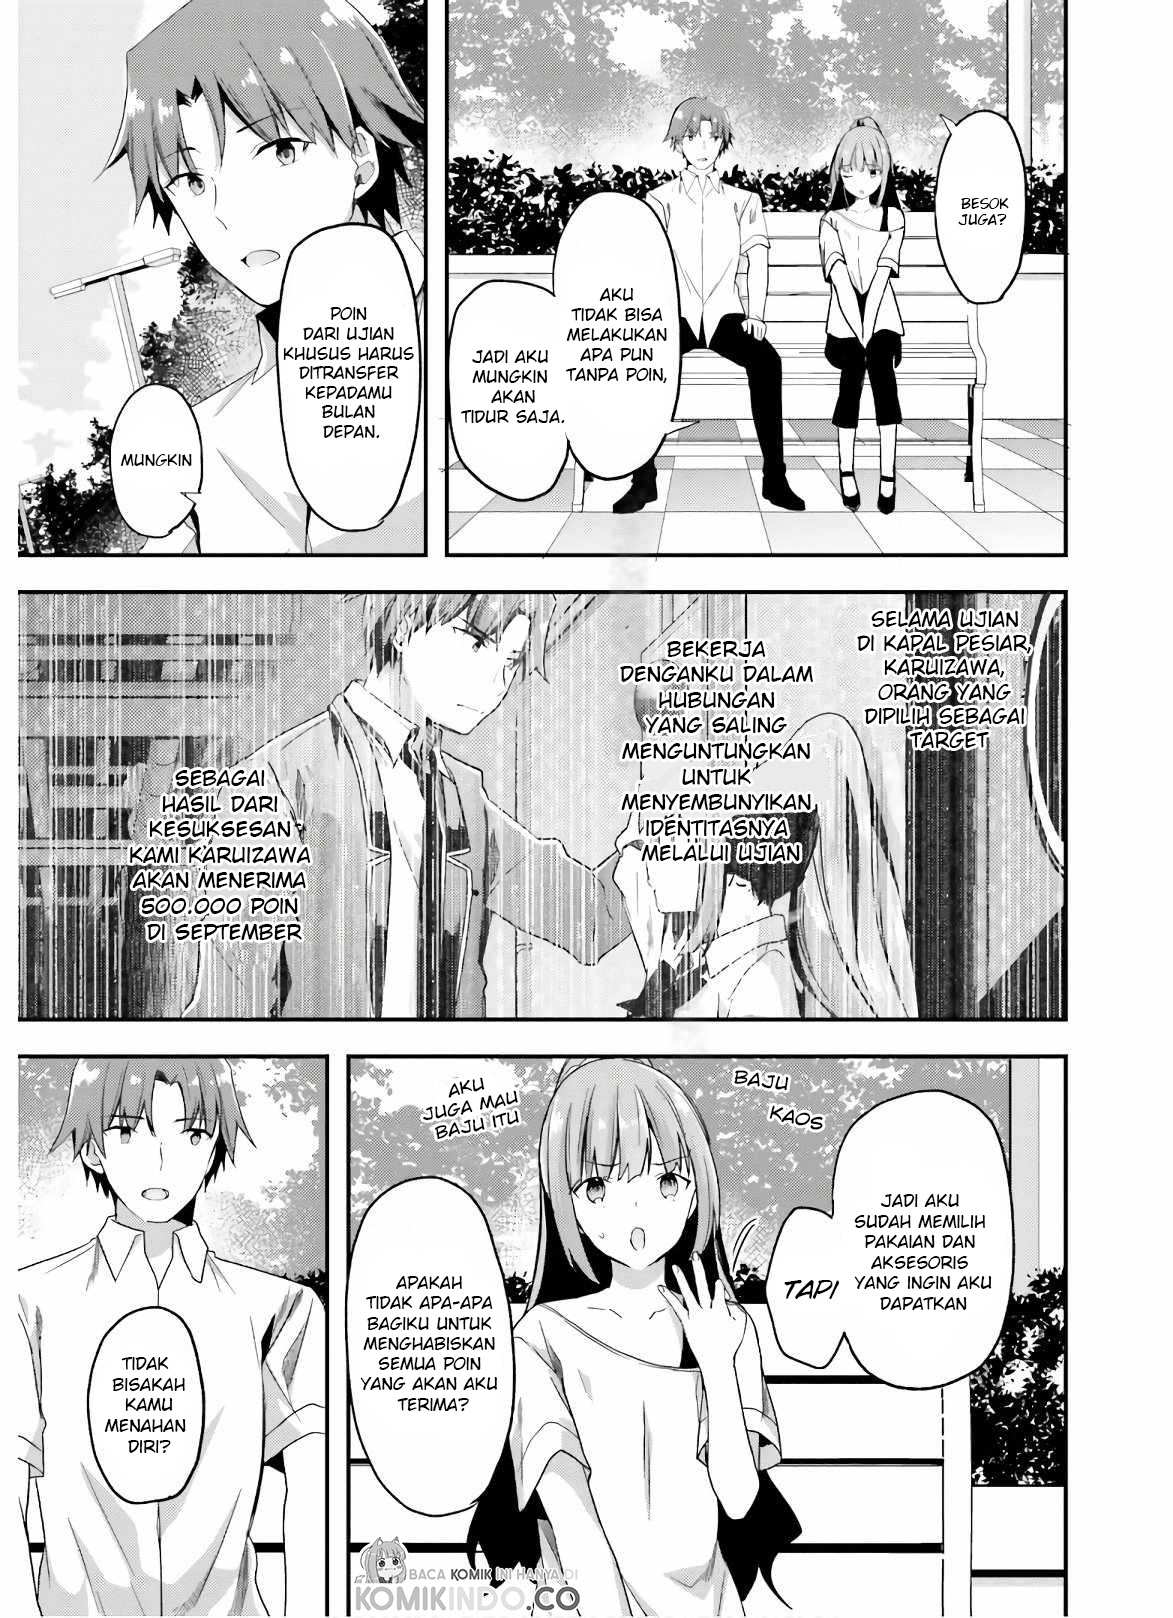 BESOK
JUGA?
AKU
TIDAK BISA
MELAKUKAN
APA PUN
TANPA POIN,
JADI AKU
MUNGKIN
AKAN
TIDUR SAJA.
POIN
DARI UJIAN
KHUSUS HARUS
DITRANSFER
KEPADAMU
BULAN
DEPAN.
MUNGKIN
SELAMA UJIAN
DI KAPAL PESIAR,
KARUIZAWA,
ORANG YANG
DIPILIH SEBAGAI
TARGET
BEKERJA
DENGANKU DALAM
HUBUNGAN
YANG SALING
MENGUNTUNGKAN
UNTUK
MENYEMBUNYIKAN
IDENTITASNYA
MELALUI UJIAN
SEBAGAI
HASIL DARI
KESUKSESAN
KAMI KARUIZAWA
AKAN MENERIMA
500.000 POIN
DI SEPTEMBER
JADI AKU
SUDAH MEMILIH
PAKAIAN DAN
AKSESORIS
YANG INGIN AKU
DAPATKAN
TAPI
BAJU
KAOS
AKU
JUGA MAU
BAJU ITU
APAKAH
TIDAK APA-APA
BAGIKU UNTUK
MENGHABISKAN
SEMUA POIN
YANG AKAN AKU
TERIMA?
TIDAK
BISAKAH
KAMU
MENAHAN
DIRI?
BACA KOMIK INI HANYA DI
KOMIKINDO.CO